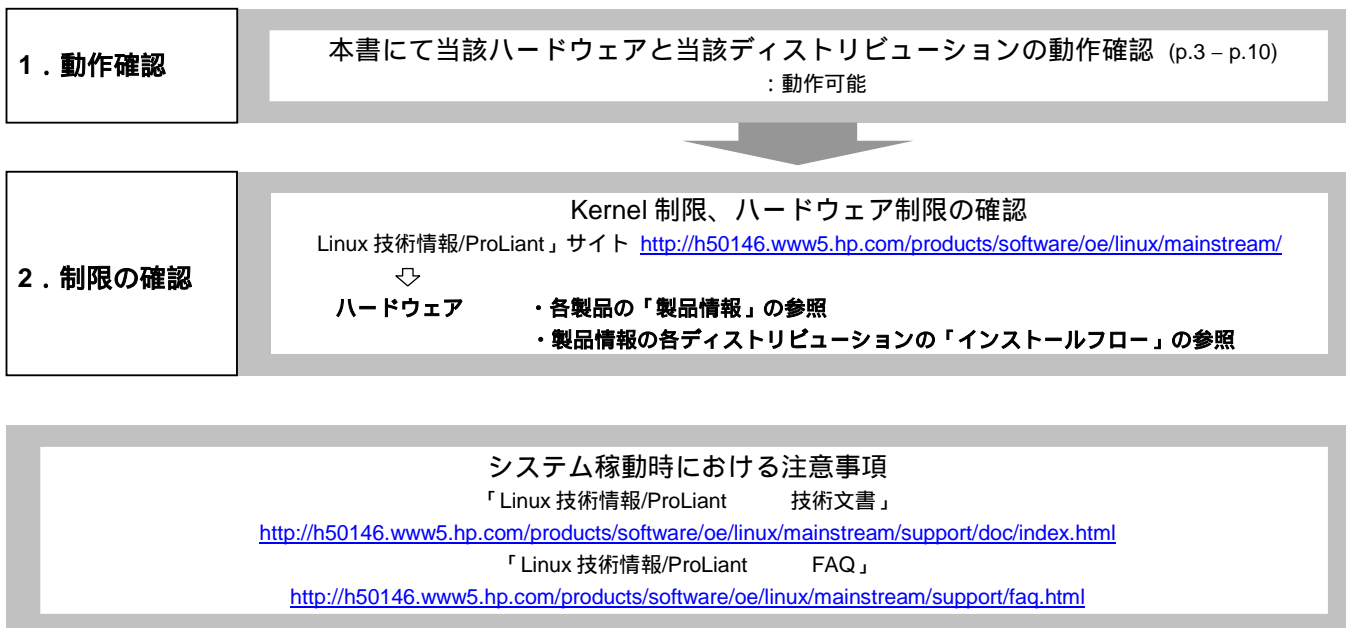 1．動作確認
本書にて当該ハードウェアと当該ディストリビューションの動作確認 (p.3 – p.10)
：動作可能
2．制限の確認
Kernel 制限、ハードウェア制限の確認
Linux 技術情報/ProLiant」サイト http://h50146.www5.hp.com/products/software/oe/linux/mainstream/
ハードウェア ・各製品の「製品情報」の参照
・製品情報の各ディストリビューションの「インストールフロー」の参照
システム稼動時における注意事項
「Linux 技術情報/ProLiant 技術文書」
http://h50146.www5.hp.com/products/software/oe/linux/mainstream/support/doc/index.html
「Linux 技術情報/ProLiant FAQ」
http://h50146.www5.hp.com/products/software/oe/linux/mainstream/support/faq.html